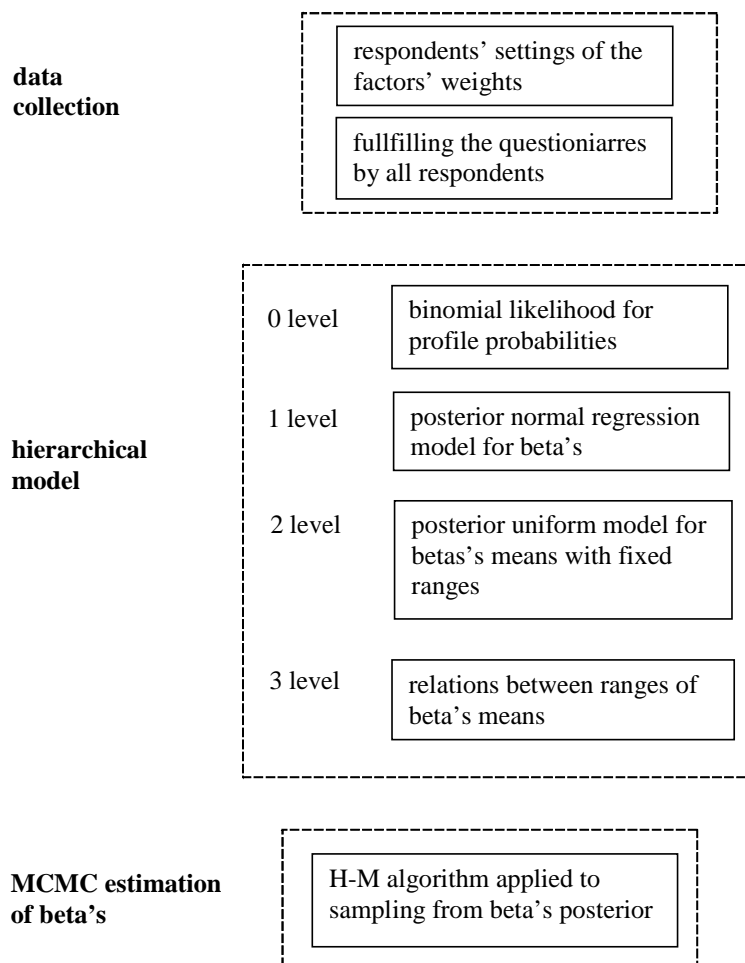 data
collection
respondents’ settings of the
factors’ weights
fullfilling the questioniarres
by all respondents
hierarchical
model
0 level
binomial likelihood for
profile probabilities
1 level
posterior normal regression
model for beta’s
2 level
posterior uniform model for
betas’s means with fixed
ranges
3 level
relations between ranges of
beta’s means
MCMC estimation
of beta’s
H-M algorithm applied to
sampling from beta’s posterior